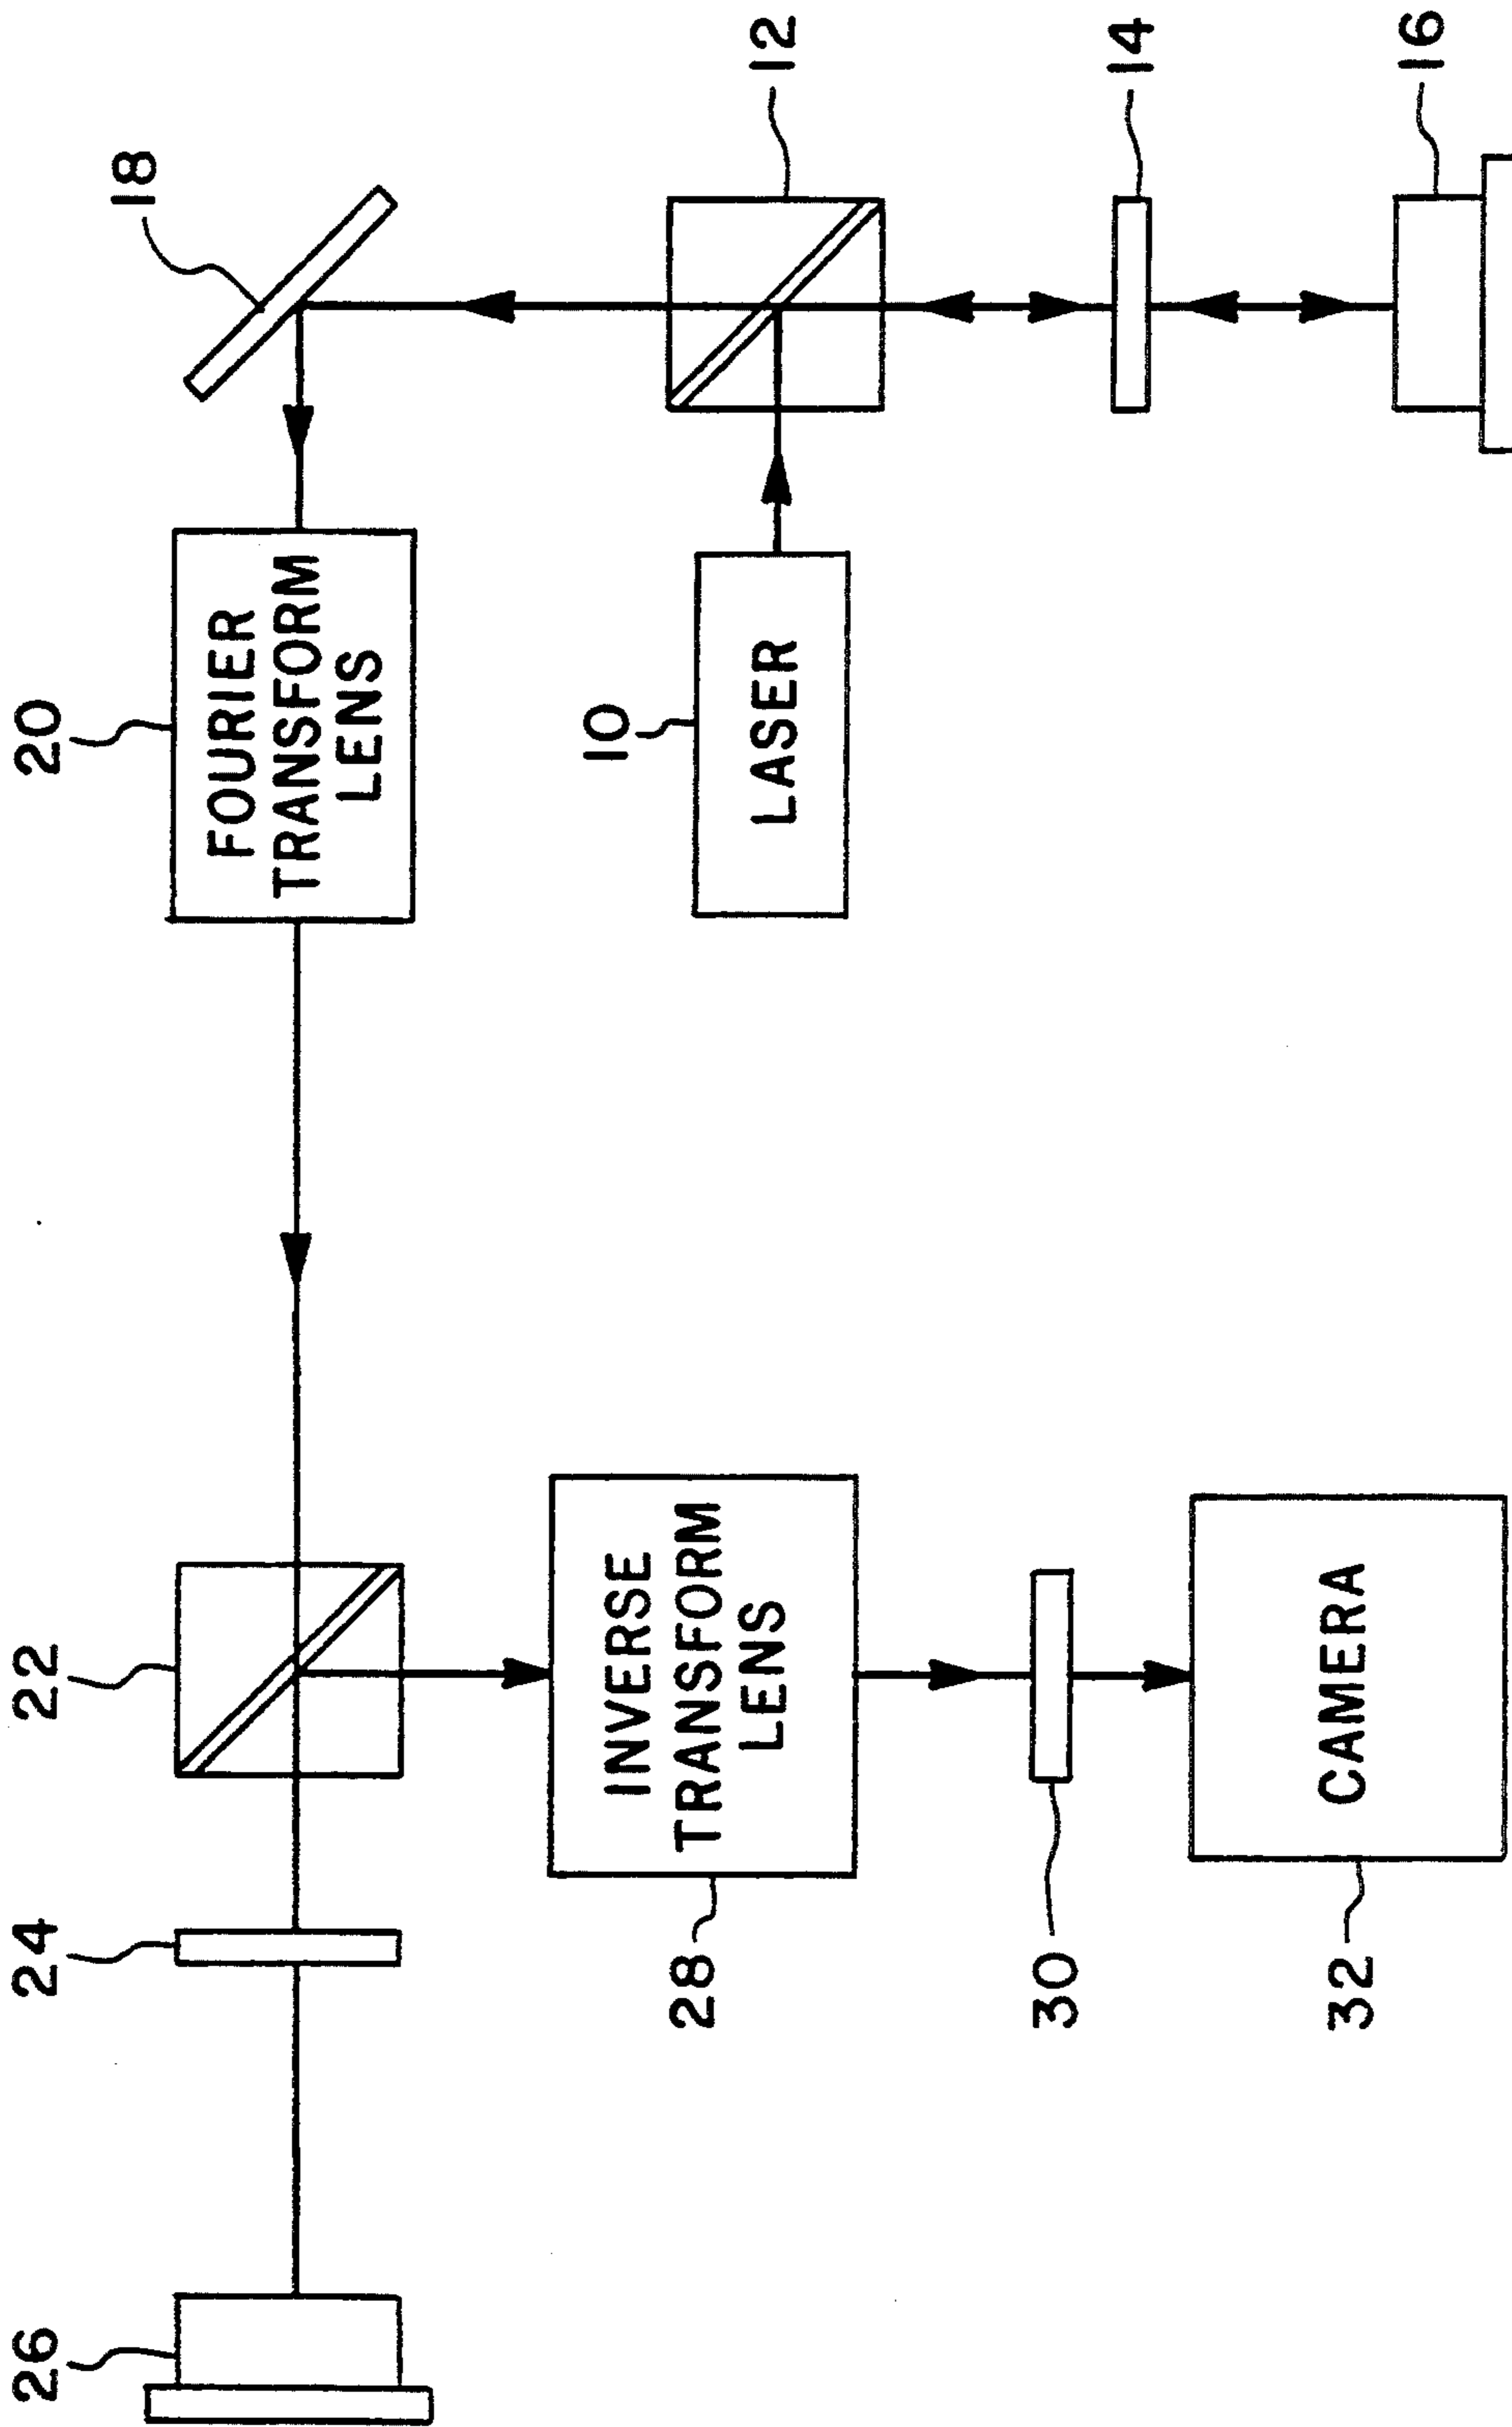 26
24
22
20
18
FOURIER
TRANSFORM
LENS
28
INVERSE
TRANSFORM
LENS
10
LASER
12
30
14
32
CAMERA
16